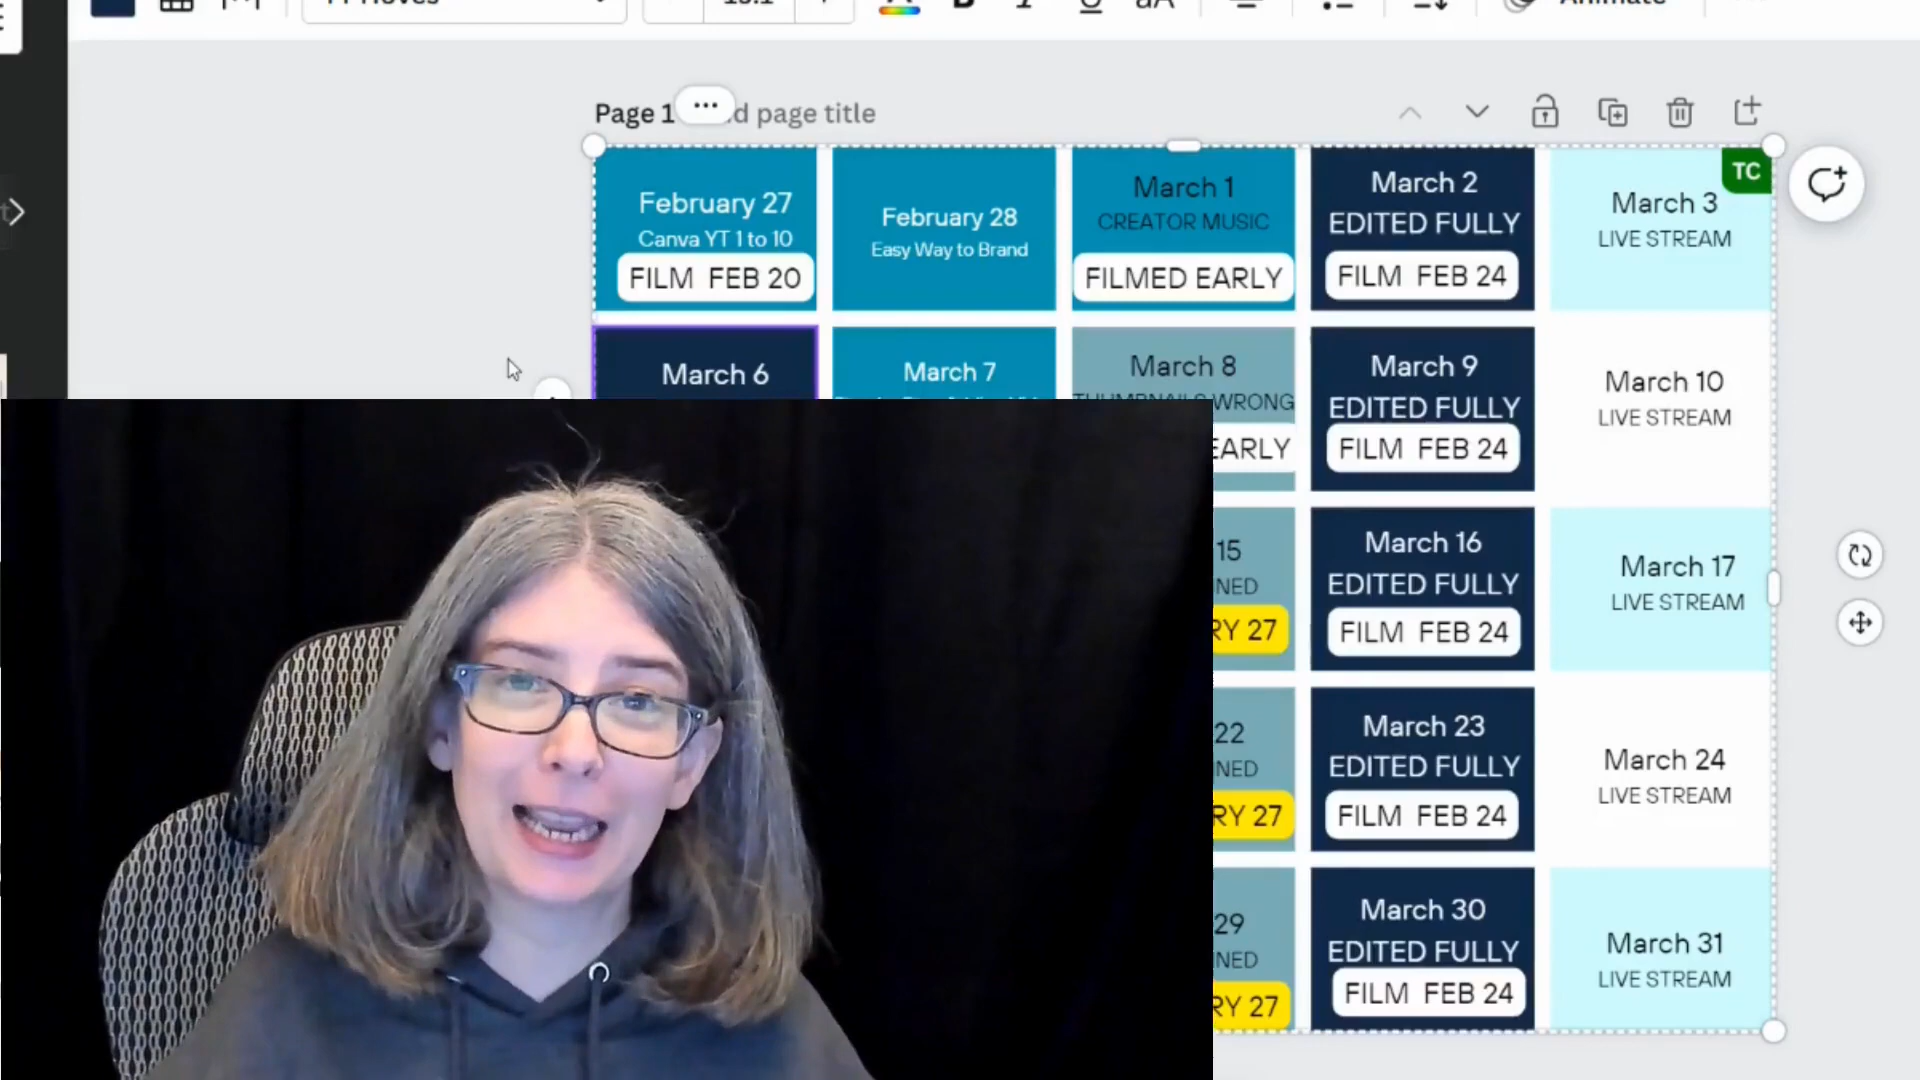 Page 1
d page title
TC
February 27
Canva YT 1 to 10
FILM FEB 20
February 28
Easy Way to Brand
March 1
CREATOR MUSIC
FILMED EARLY
March 2
EDITED FULLY
FILM FEB 24
March 3
LIVE STREAM
March 6
March 7
March 8
THUMBNAILS WRONG
EARLY
March 9
EDITED FULLY
FILM FEB 24
March 10
LIVE STREAM
15
NED
RY 27
March 16
EDITED FULLY
FILM FEB 24
March 17
LIVE STREAM
22
NED
RY 27
March 23
EDITED FULLY
FILM FEB 24
March 24
LIVE STREAM
29
NED
RY 27
March 30
EDITED FULLY
FILM FEB 24
March 31
LIVE STREAM